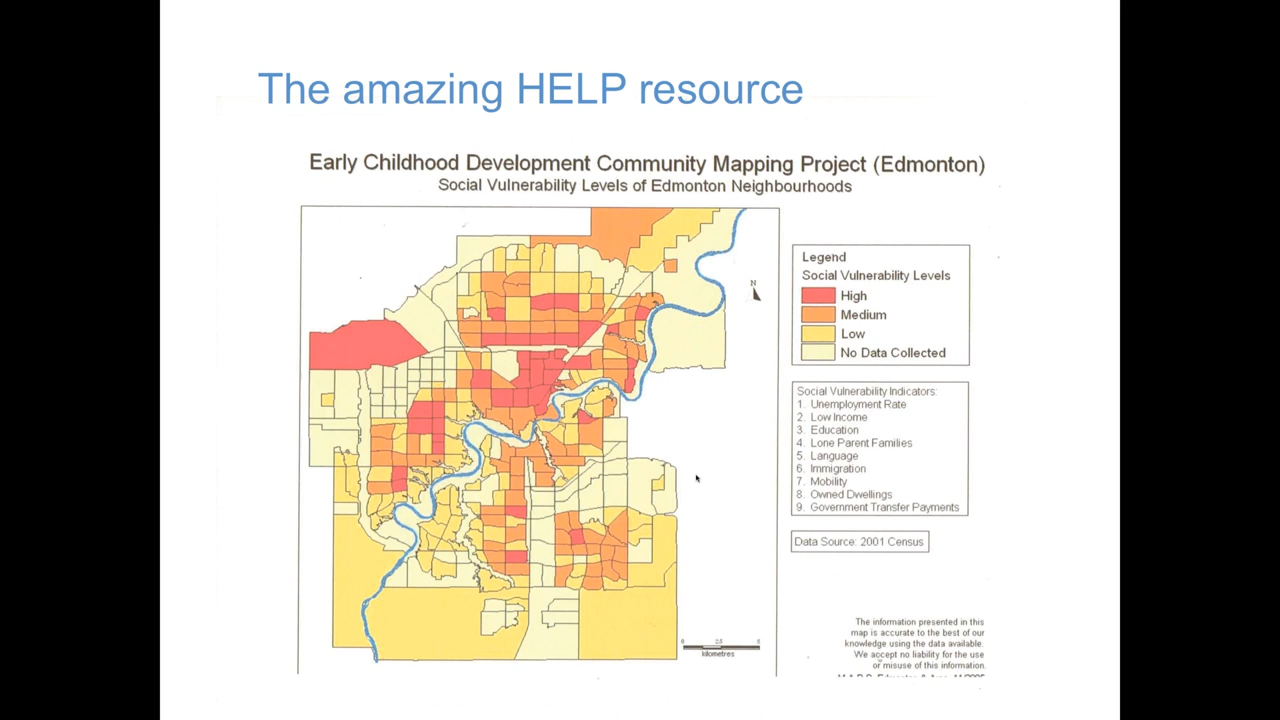 The amazing HELP resource
Early Childhood Development Community Mapping Project (Edmonton)
Social Vulnerability Levels of Edmonton Neighbourhoods
Legend
Social Vulnerability Levels
High
Medium
Low
No Data Collected
N
Social Vulnerability Indicators:
1. Unemployment Rate
2. Low Income
3. Education
4. Lone Parent Families
5. Language
6. Immigration
7. Mobility
8. Owned Dwellings
9. Government Transfer Payments
Data Source: 2001 Census
The information presented in this
map is accurate to the best of our
knowledge using the data available.
We accept no liability for the use
or misuse of this information.
0 2.5 5
kilometres